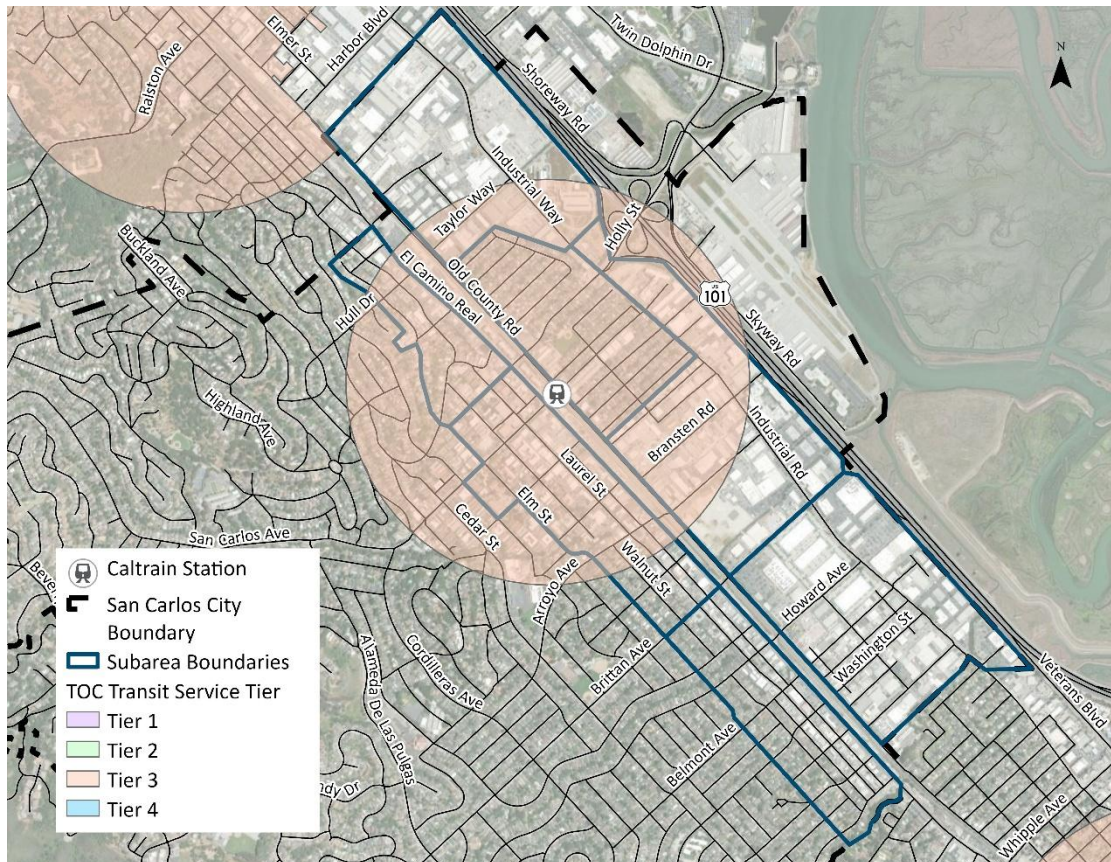 Elmer St
Harbor Blvd
Ralston Ave
Twin Dolphin Dr
Shoreway Rd
N
Industrial Way
Taylor Way
Holly St
Buckland Ave
El Camino Real
Old County Rd
Hull Dr
US
101
Skyway Rd
Highland Ave
Bransten Rd
Industrial Rd
Laurel St
Elm St
Cedar St
San Carlos Ave
Walnut St
Arroyo Ave
Howard Ave
Washington St
Brittan Ave
Cordilleras Ave
Alameda De Las Pulgas
Veterans Blvd
Belmont Ave
Whipple Ave
Caltrain Station
San Carlos City
Boundary
Subarea Boundaries
TOC Transit Service Tier
Tier 1
Tier 2
Tier 3
Tier 4